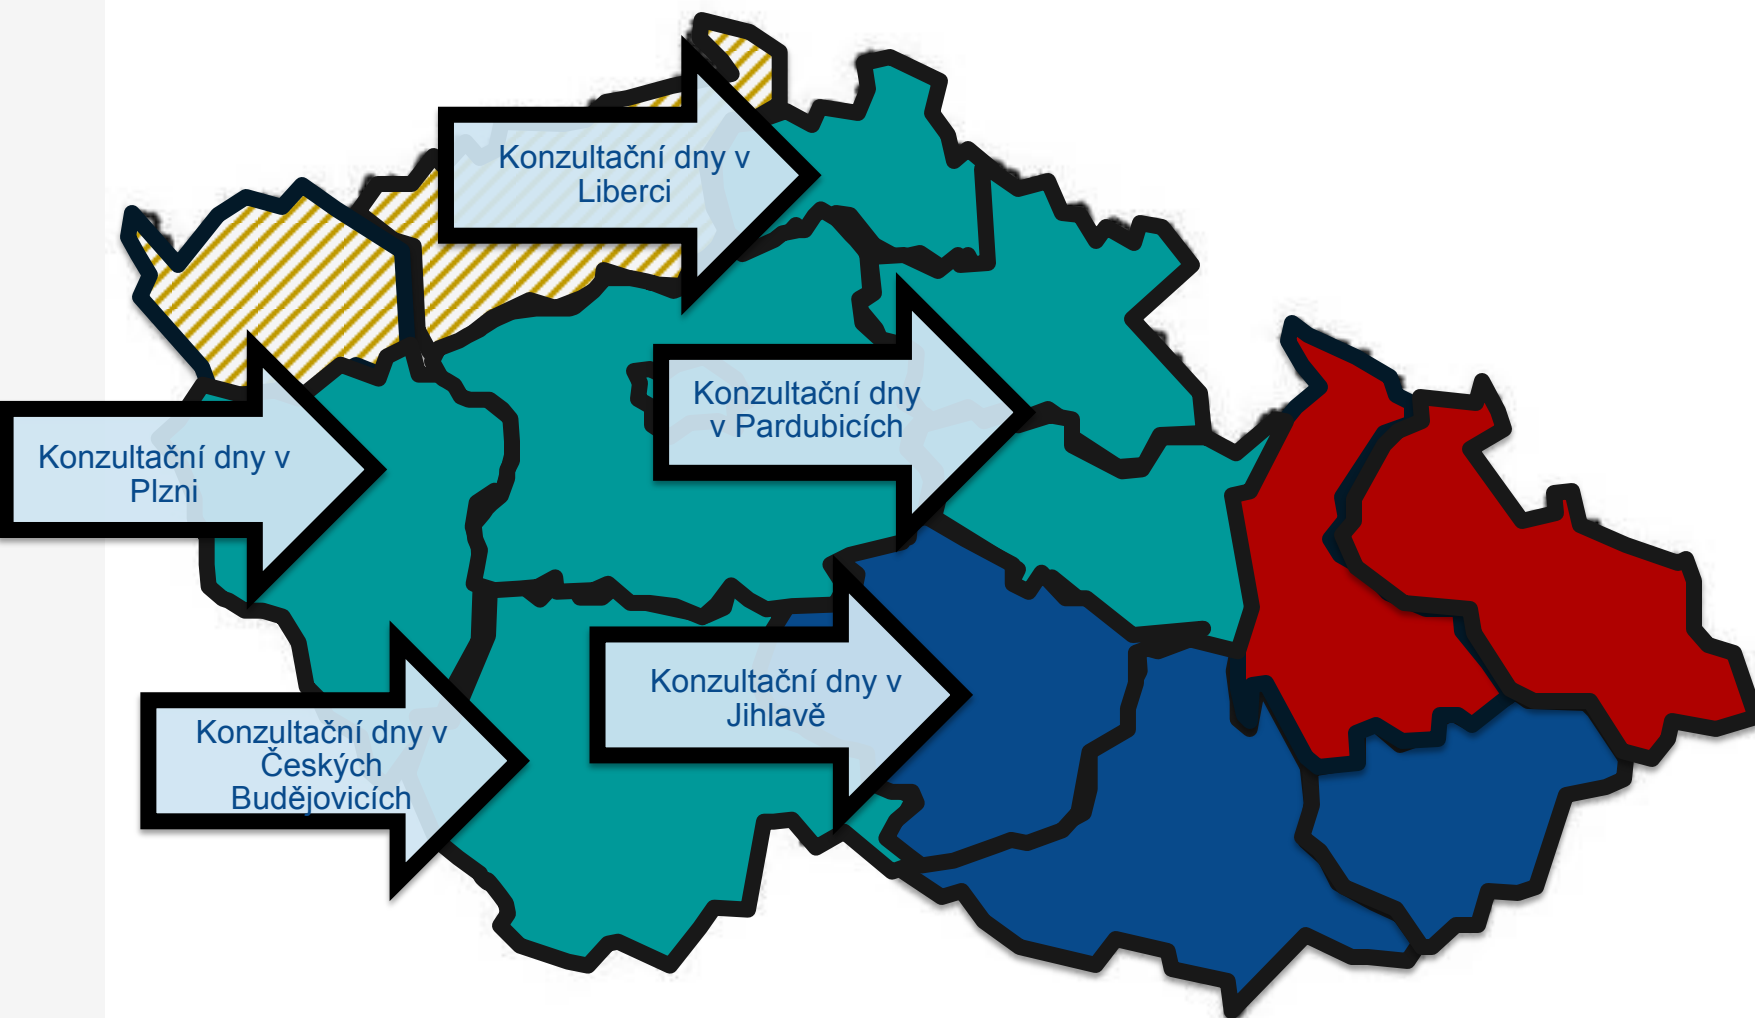 Konzultační dny v
Liberci
Konzultační dny
v Pardubicích
Konzultační dny v
Plzni
Konzultační dny v
Jihlavě
Konzultační dny v
Českých
Budějovicích